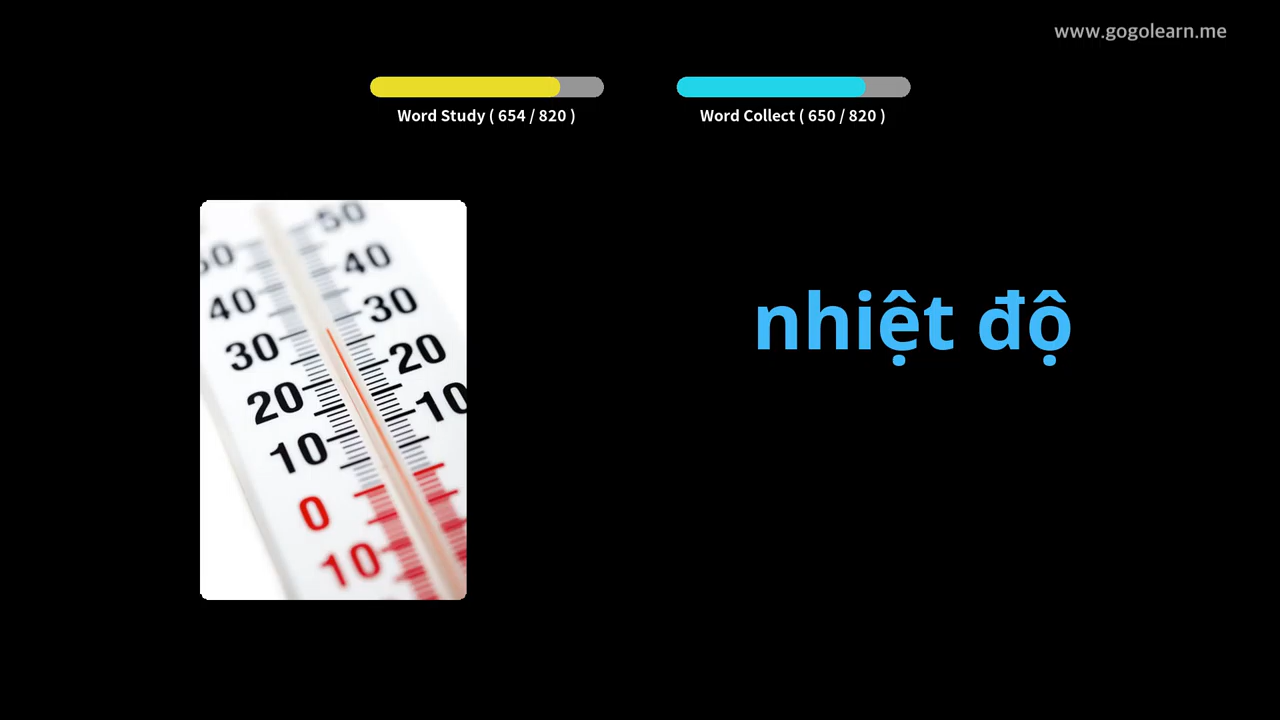 www.gogolearn.me
Word Study ( 654 / 820 )
Word Collect ( 650 / 820 )
nhiệt độ
50
40
40
30
30
20
20
10
10
0
10